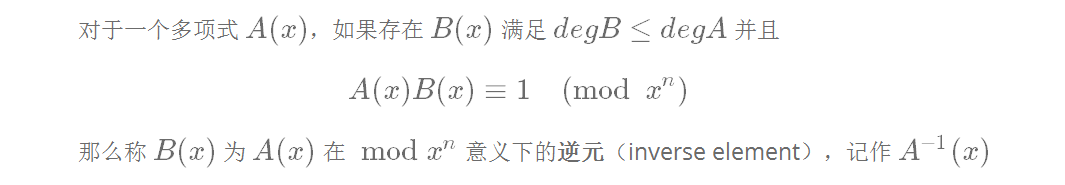 对于一个多项式 A(x)，如果存在 B(x) 满足 degB ≤ degA 并且
A(x)B(x) ≡ 1 (mod xⁿ)
那么称 B(x) 为 A(x) 在 mod xⁿ 意义下的逆元（inverse element），记作 A⁻¹(x)